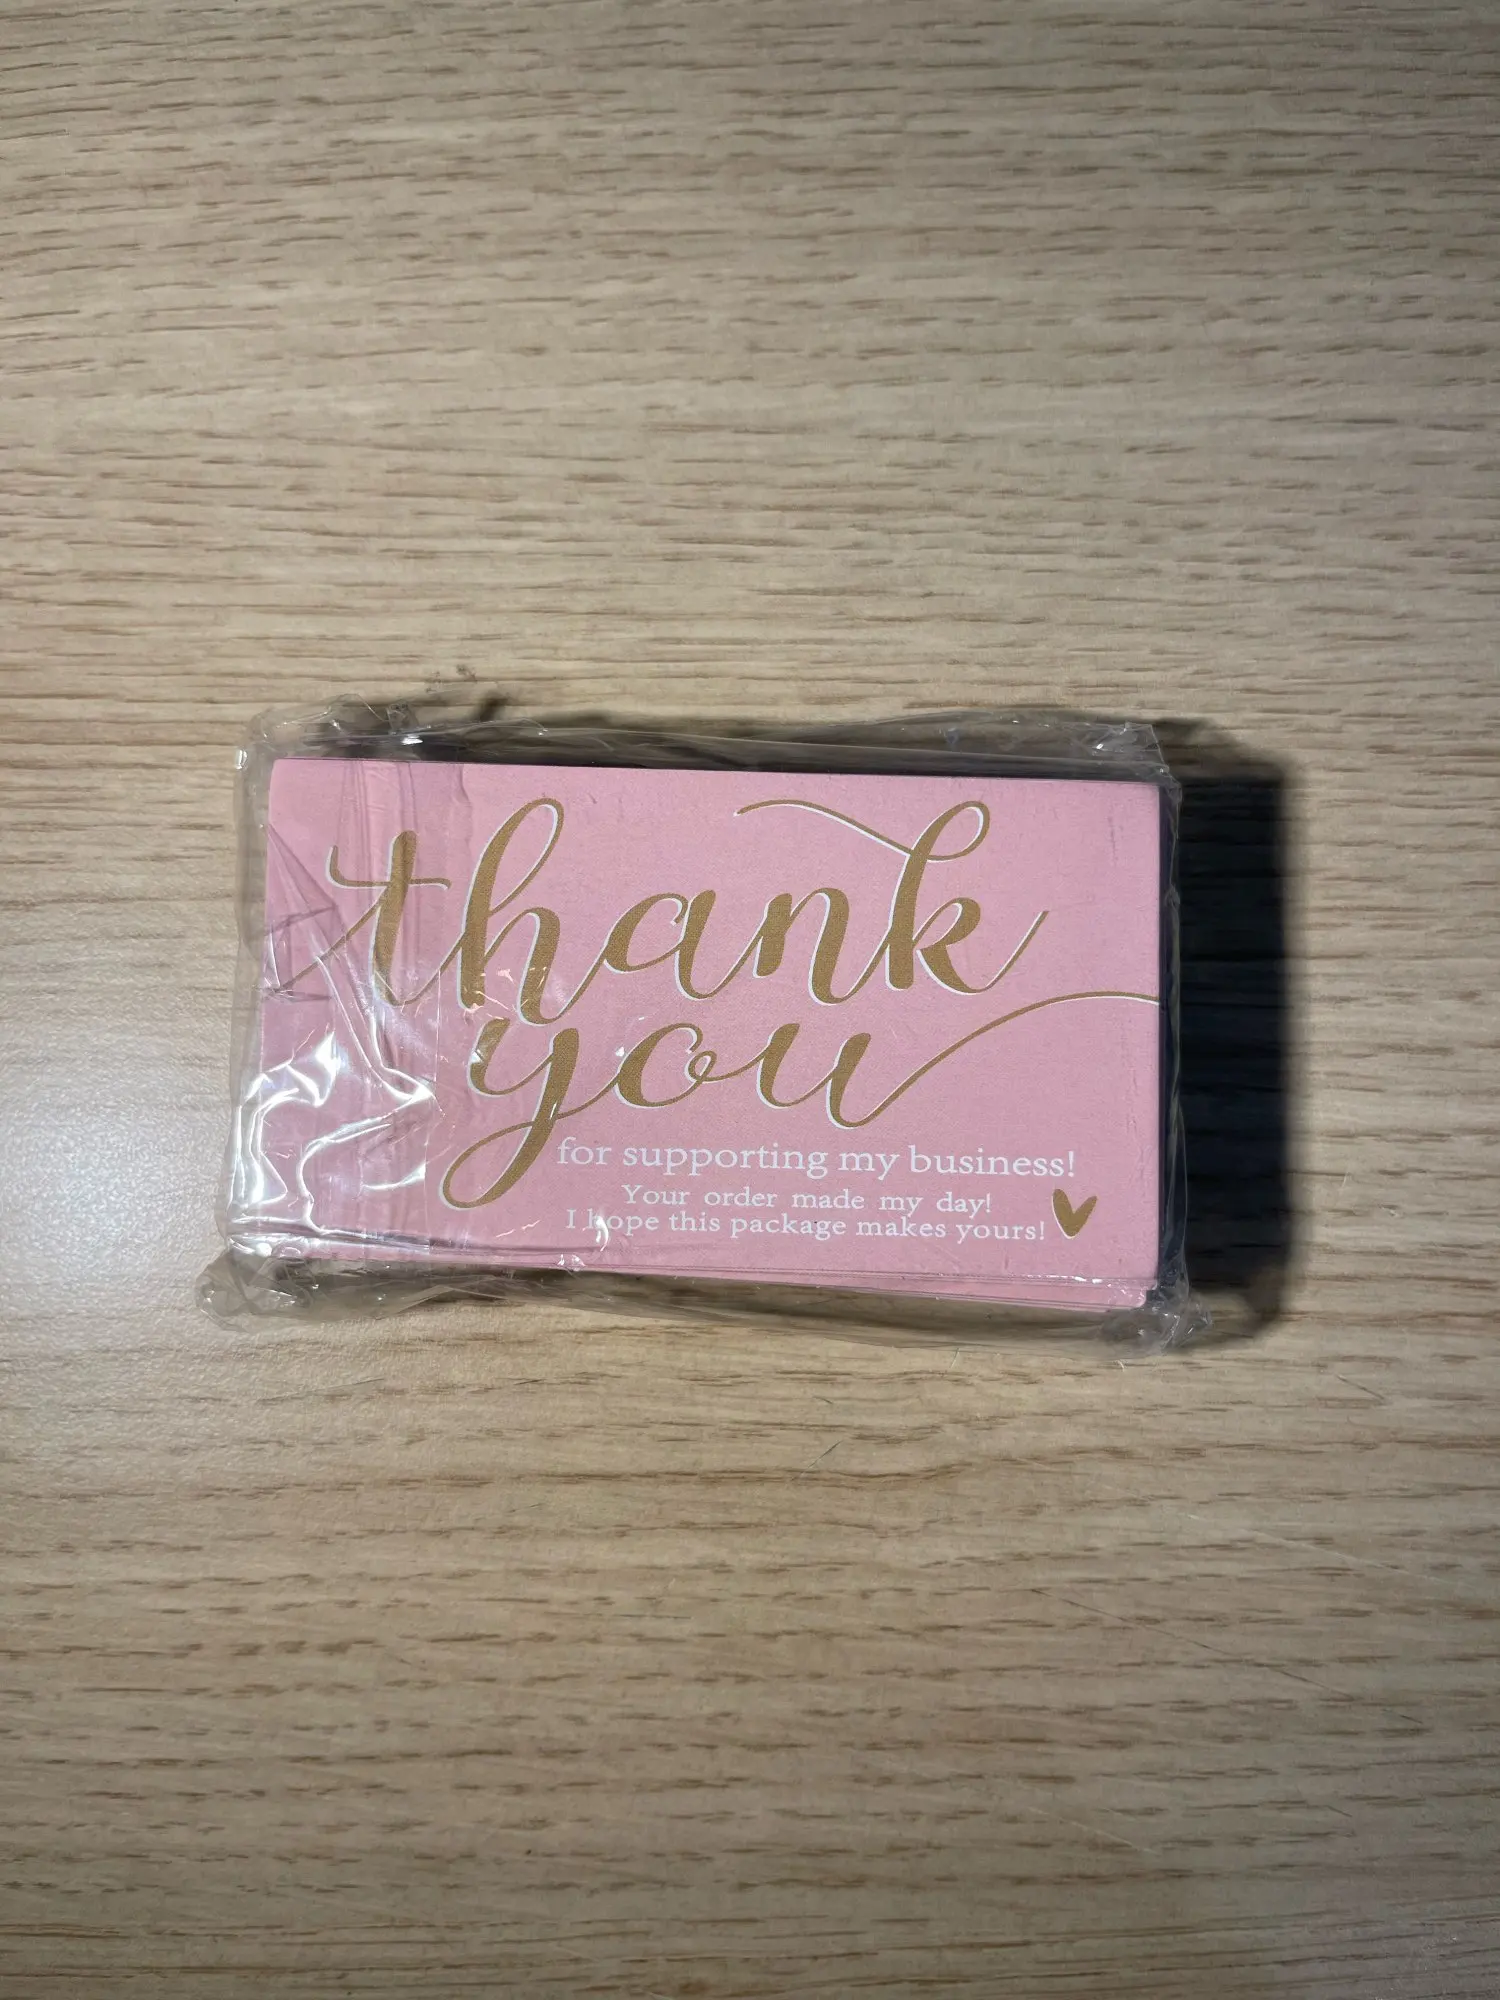 thank
you
for supporting my business!
Your order made my day!
I hope this package makes yours!